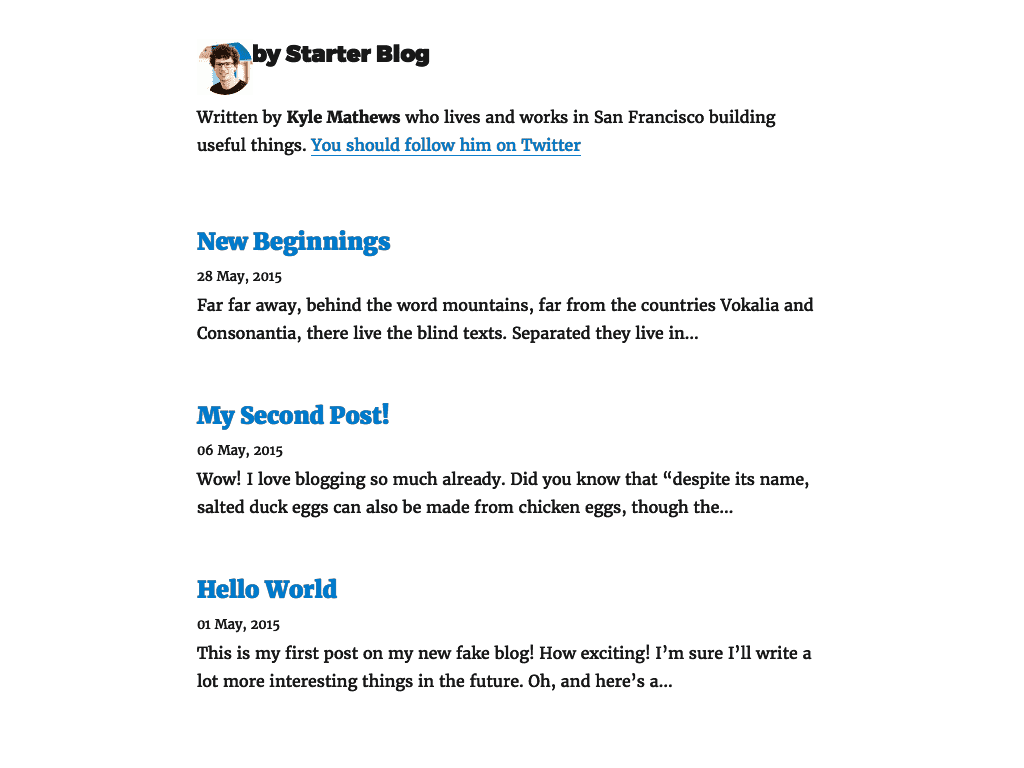 by Starter Blog
Written by Kyle Mathews who lives and works in San Francisco building
useful things. You should follow him on Twitter
New Beginnings
28 May, 2015
Far far away, behind the word mountains, far from the countries Vokalia and
Consonantia, there live the blind texts. Separated they live in…
My Second Post!
06 May, 2015
Wow! I love blogging so much already. Did you know that “despite its name,
salted duck eggs can also be made from chicken eggs, though the…
Hello World
01 May, 2015
This is my first post on my new fake blog! How exciting! I’m sure I’ll write a
lot more interesting things in the future. Oh, and here’s a…